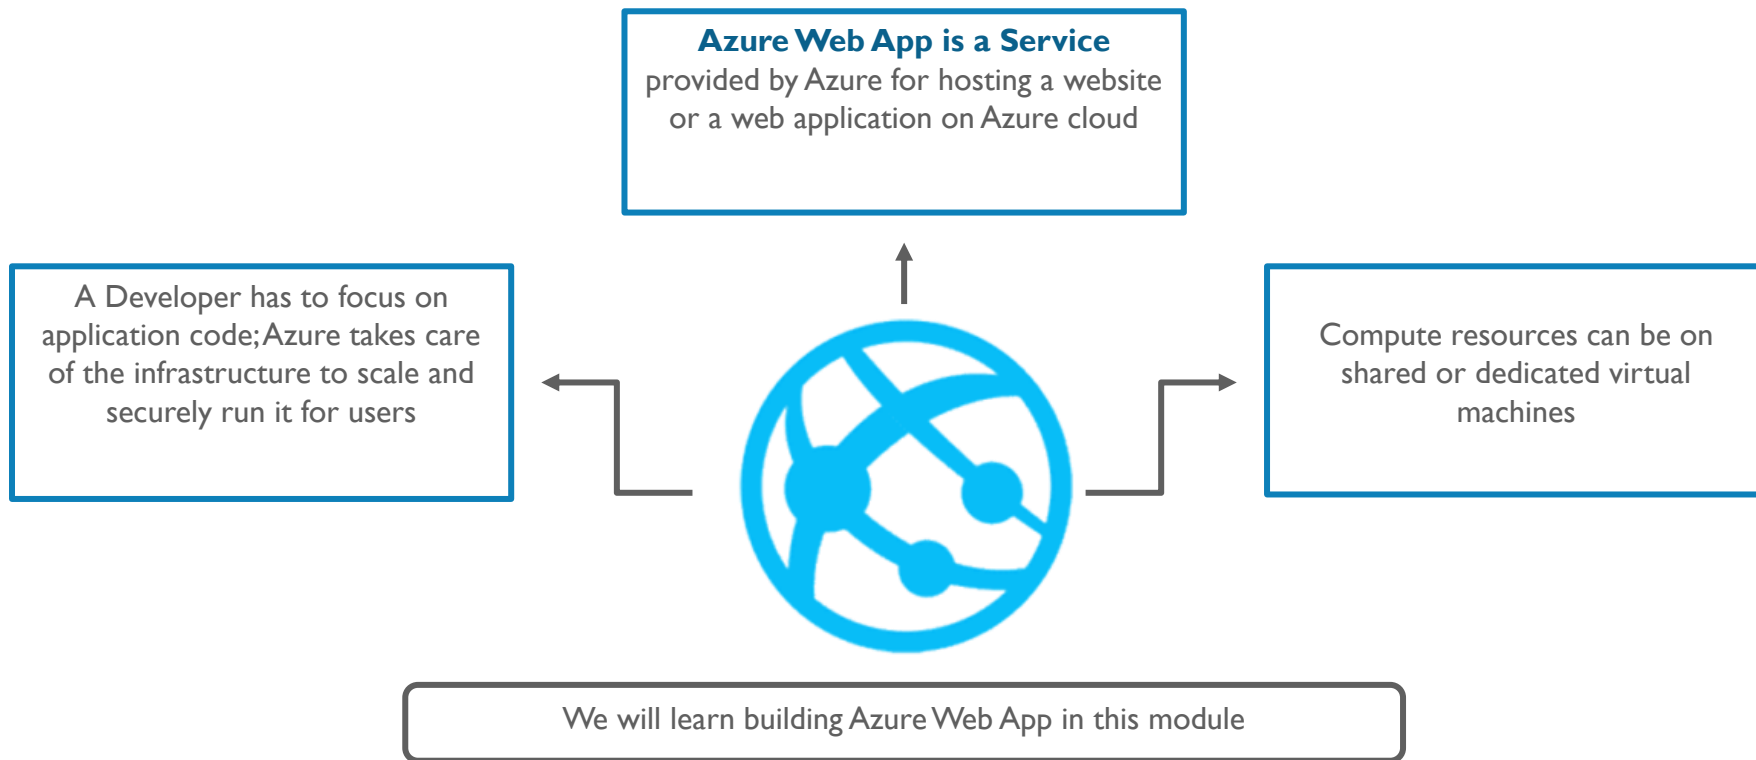 Azure Web App is a Service
provided by Azure for hosting a website
or a web application on Azure cloud
A Developer has to focus on
application code; Azure takes care
of the infrastructure to scale and
securely run it for users
Compute resources can be on
shared or dedicated virtual
machines
We will learn building Azure Web App in this module